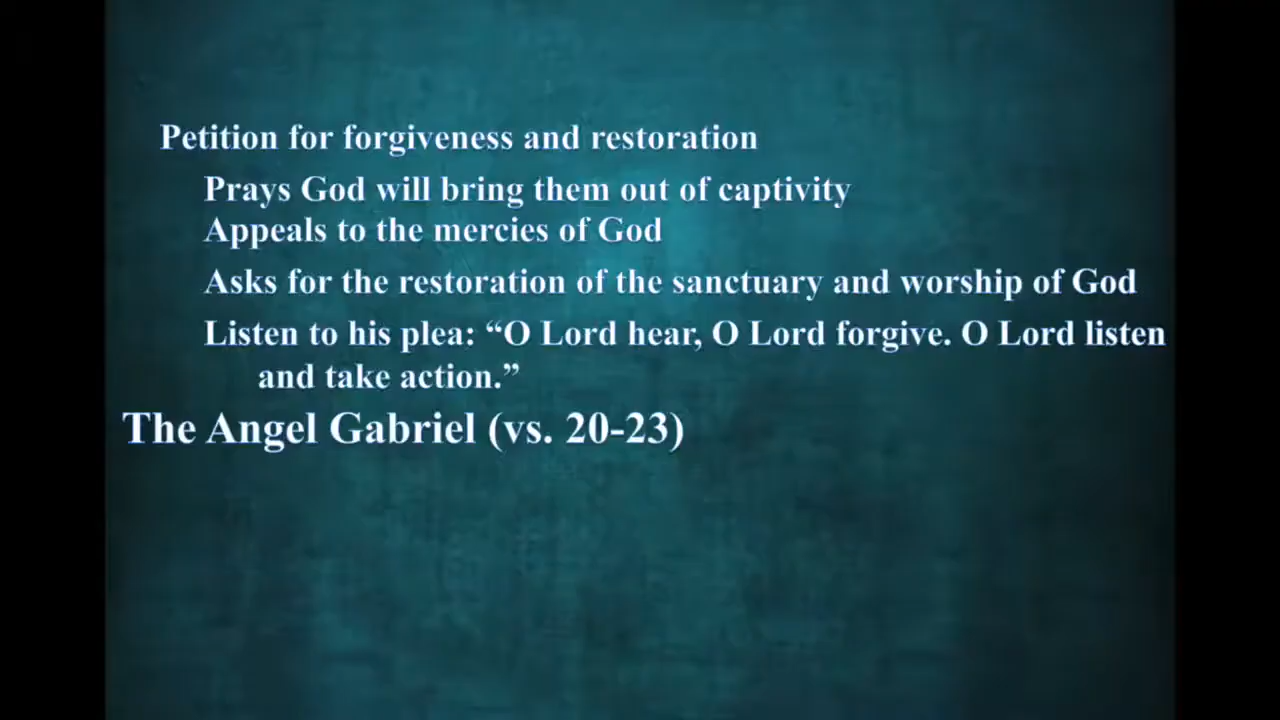 Petition for forgiveness and restoration
Prays God will bring them out of captivity
Appeals to the mercies of God
Asks for the restoration of the sanctuary and worship of God
Listen to his plea: “O Lord hear, O Lord forgive. O Lord listen
and take action.”
The Angel Gabriel (vs. 20-23)